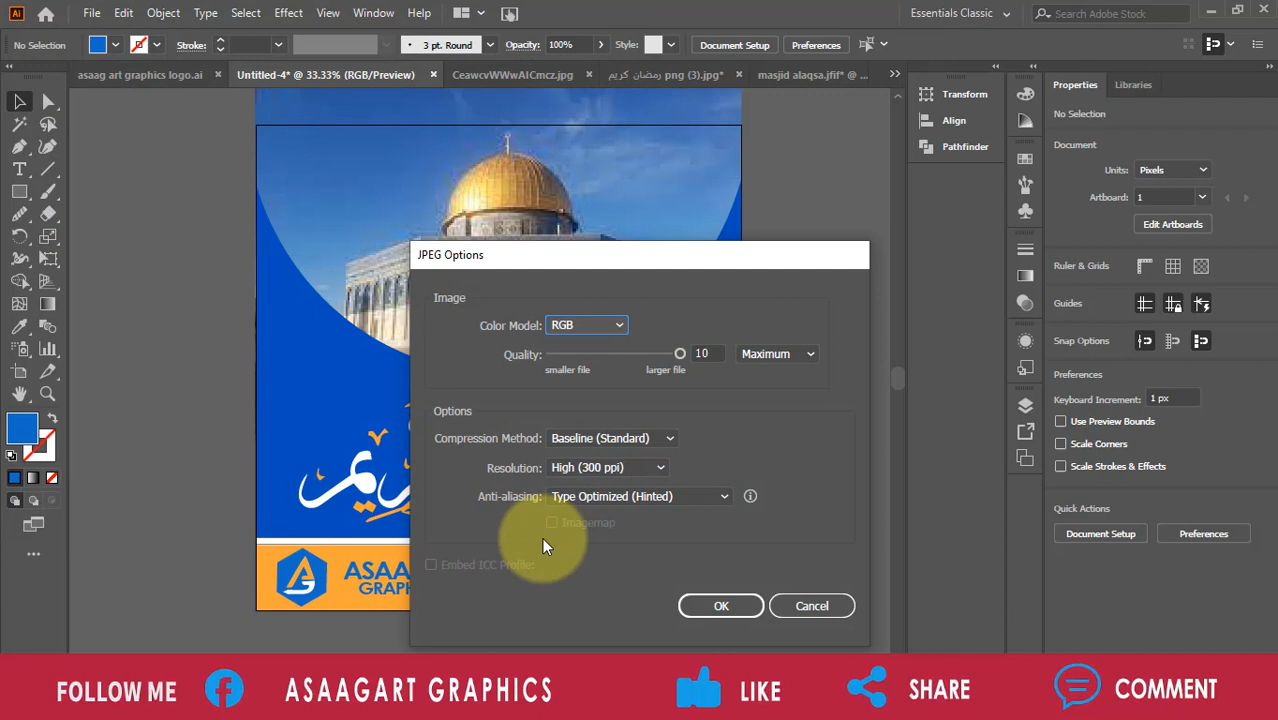 File Edit Object Type Select Effect View Window Help
Essentials Classic
Search Adobe Stock
No Selection
Stroke:
3 pt. Round
Opacity: 100%
Style:
Document Setup
Preferences
asaag art graphics logo.ai ×
Untitled-4* @ 33.33% (RGB/Preview) ×
CeawcvWWwAICmcz.jpg ×
رمضان كريم png (3).jpg* ×
masjid alaqsa.jfif* @ ...
Transform
Align
Pathfinder
Properties
Libraries
No Selection
Document
Units: Pixels
Artboard: 1
Edit Artboards
Ruler & Grids
Guides
Snap Options
Preferences
Keyboard Increment: 1 px
Use Preview Bounds
Scale Corners
Scale Strokes & Effects
Quick Actions
Document Setup
Preferences
JPEG Options
Image
Color Model: RGB
Quality: 10 Maximum
smaller file larger file
Options
Compression Method: Baseline (Standard)
Resolution: High (300 ppi)
Anti-aliasing: Type Optimized (Hinted)
Imagemap
Embed ICC Profile:
OK
Cancel
FOLLOW ME
ASAAGART GRAPHICS
LIKE
SHARE
COMMENT